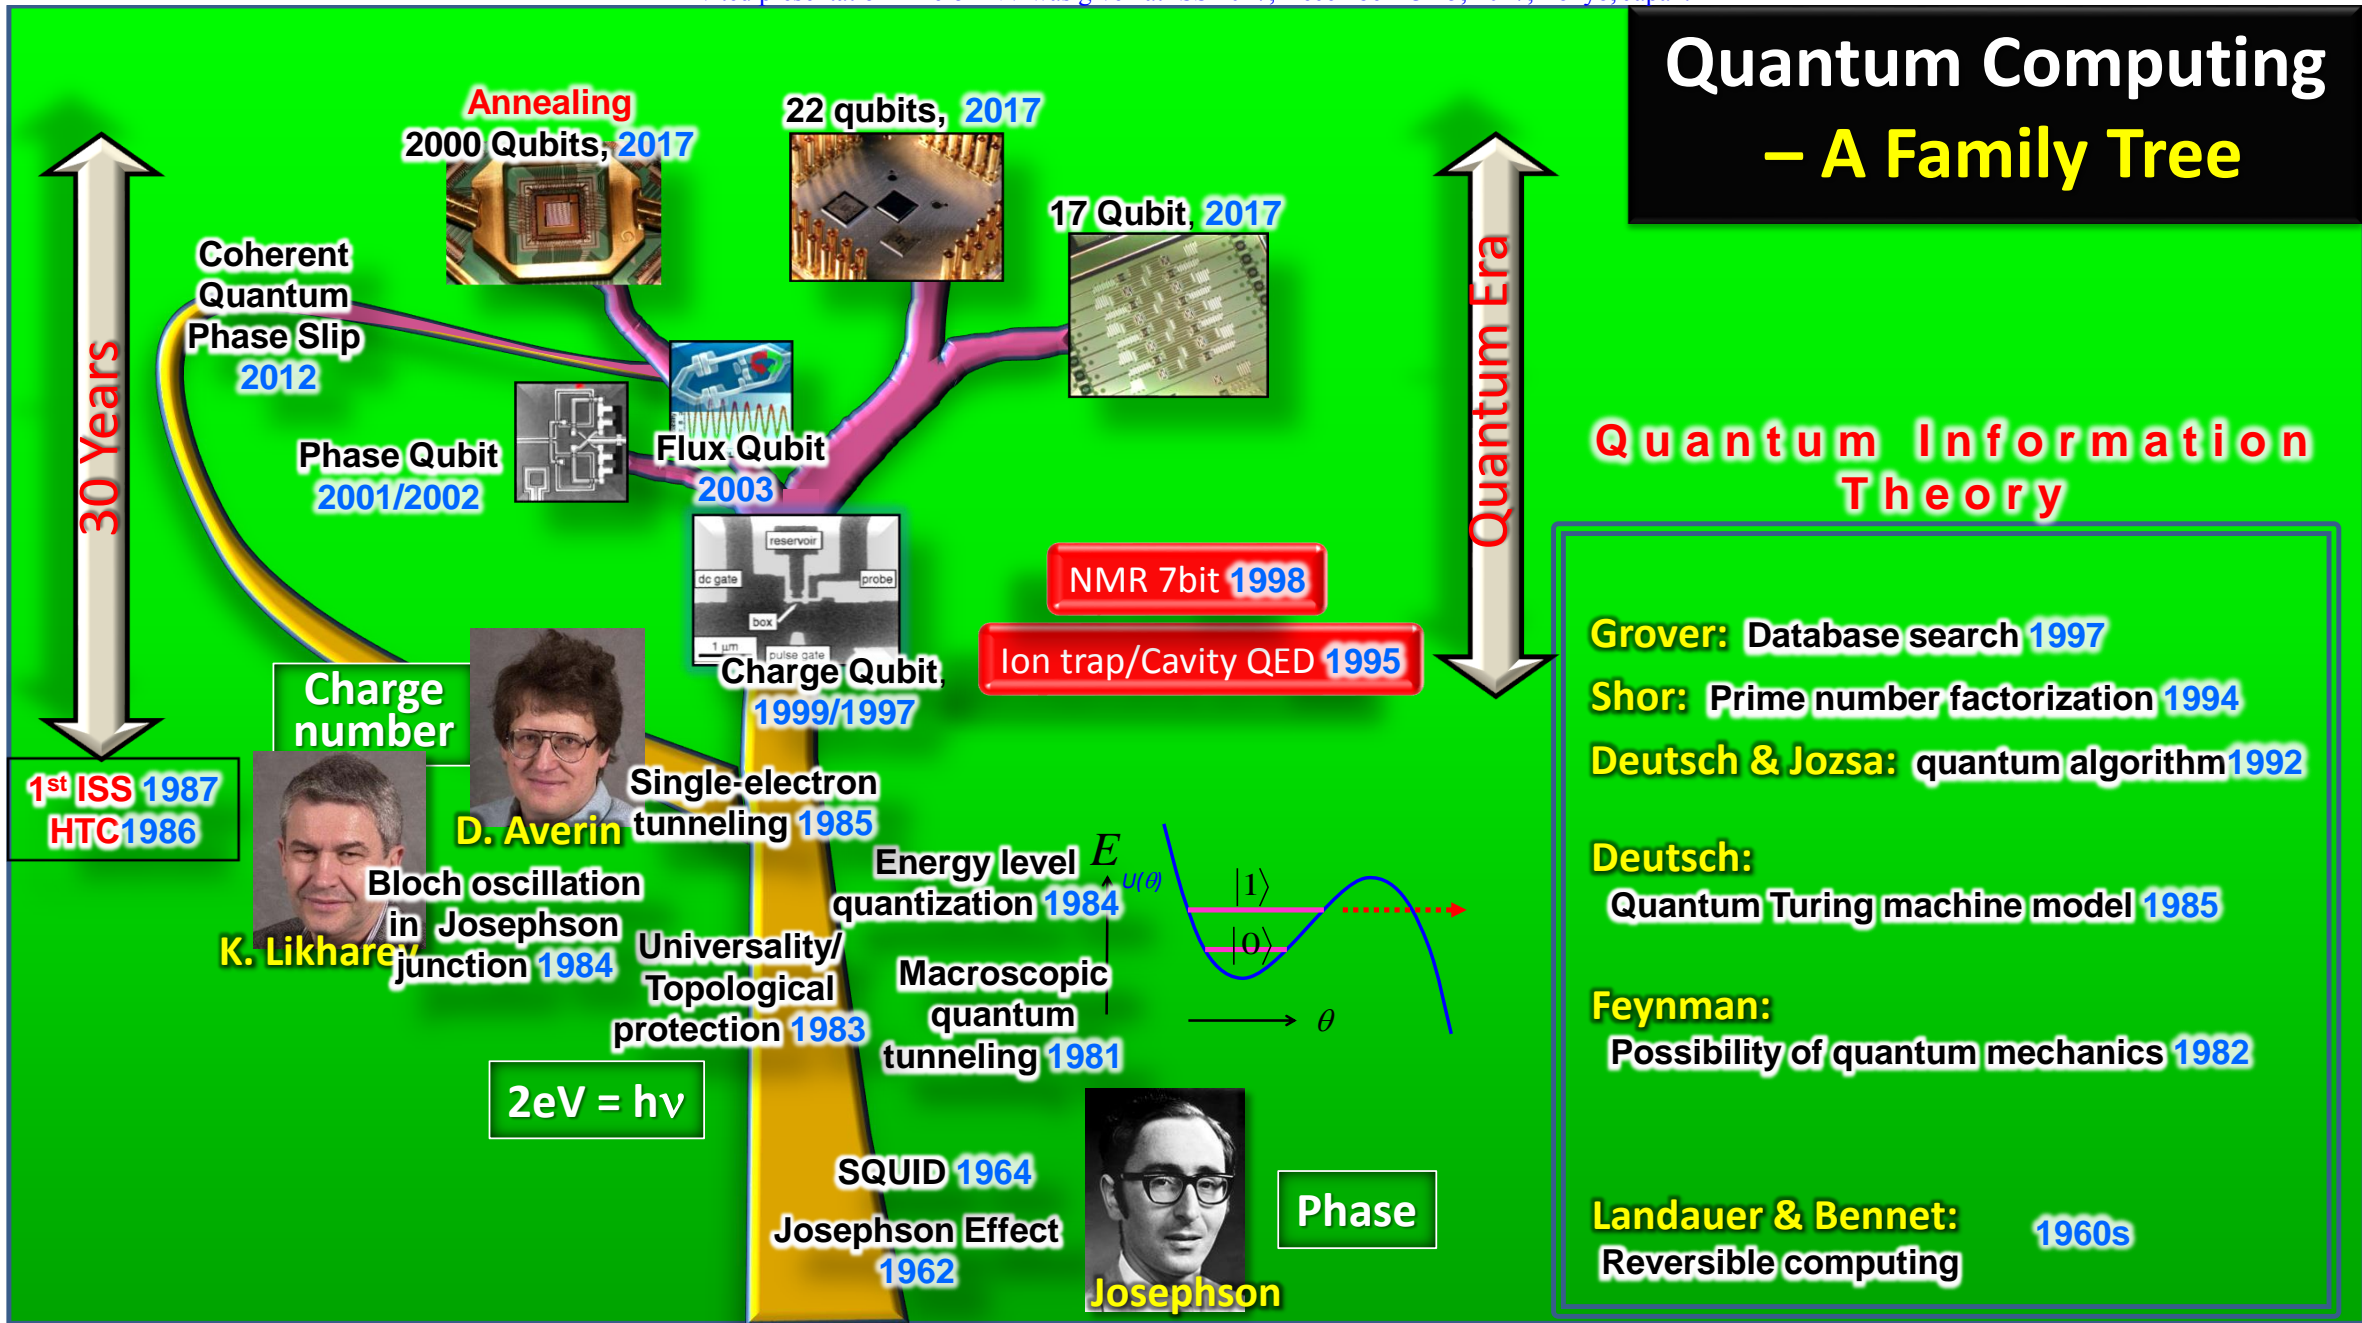 Quantum Computing
– A Family Tree
Annealing
2000 Qubits, 2017
22 qubits, 2017
17 Qubit, 2017
Coherent
Quantum
Phase Slip
2012
30 Years
Quantum Era
Phase Qubit
2001/2002
Flux Qubit
2003
reservoir
dc gate
probe
box
1 μm
pulse gate
Charge Qubit,
1999/1997
NMR 7bit 1998
Ion trap/Cavity QED 1995
Charge
number
1st ISS 1987
HTC1986
D. Averin
Single-electron
tunneling 1985
K. Likharev
Bloch oscillation
in Josephson
junction 1984
Energy level
quantization 1984
Universality/
Topological
protection 1983
Macroscopic
quantum
tunneling 1981
E
U(θ)
|1⟩
|0⟩
θ
2eV = hν
SQUID 1964
Josephson Effect
1962
Josephson
Phase
Quantum Information
Theory
Grover: Database search 1997
Shor: Prime number factorization 1994
Deutsch & Jozsa: quantum algorithm1992
Deutsch:
Quantum Turing machine model 1985
Feynman:
Possibility of quantum mechanics 1982
Landauer & Bennet: 1960s
Reversible computing